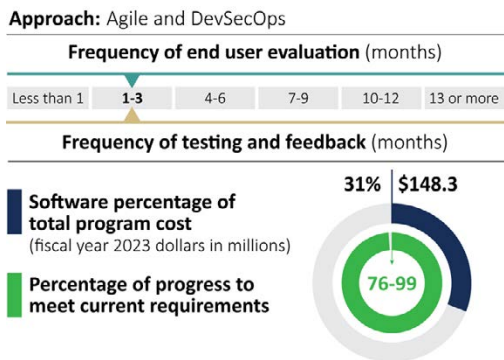 Approach: Agile and DevSecOps
Frequency of end user evaluation (months)
Less than 1 1-3 4-6 7-9 10-12 13 or more
Frequency of testing and feedback (months)
31% $148.3
Software percentage of
total program cost
(fiscal year 2023 dollars in millions)
Percentage of progress to
meet current requirements
76-99